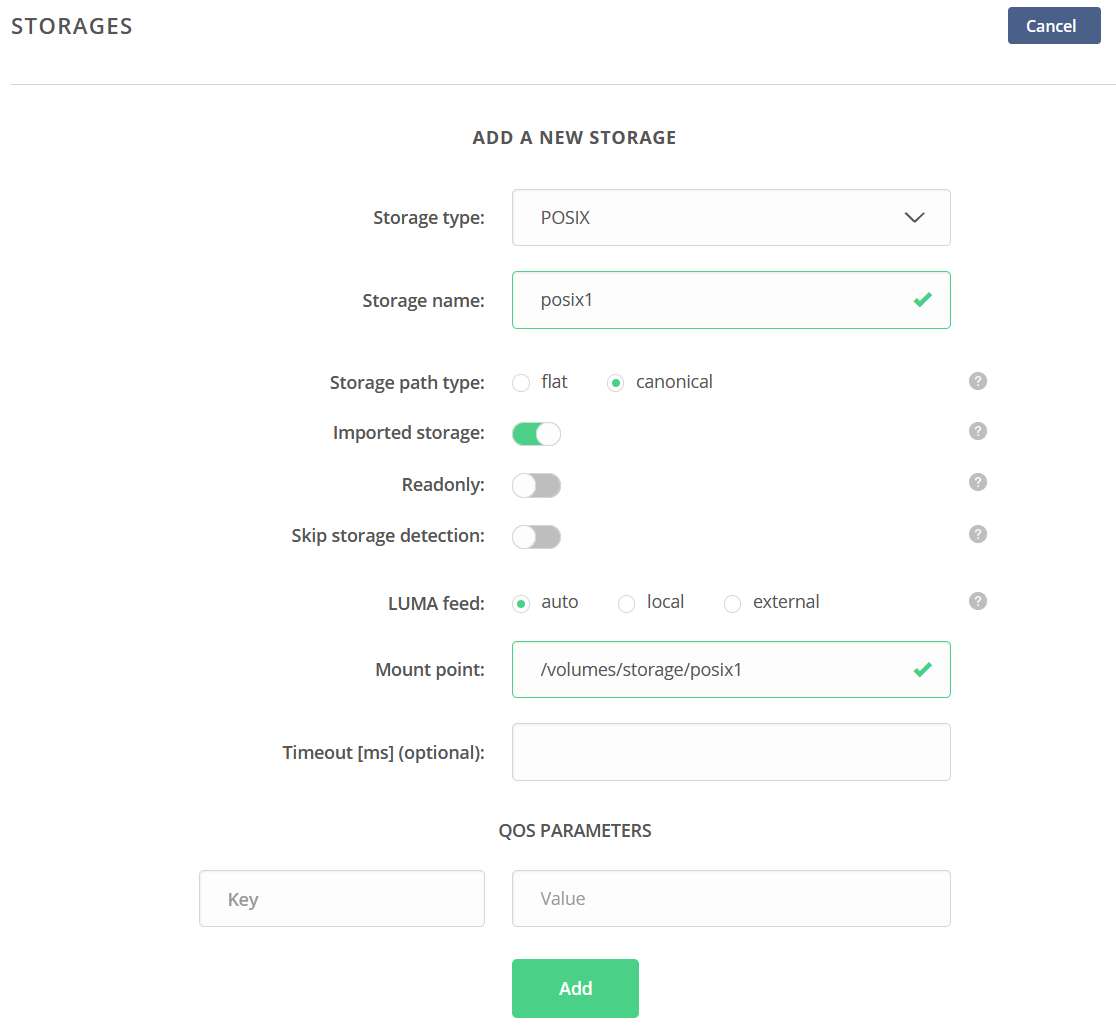 STORAGES
Cancel
ADD A NEW STORAGE
Storage type: POSIX
Storage name: posix1
Storage path type: flat canonical ?
Imported storage: ?
Readonly: ?
Skip storage detection: ?
LUMA feed: auto local external ?
Mount point: /volumes/storage/posix1
Timeout [ms] (optional):
QOS PARAMETERS
Key Value
Add